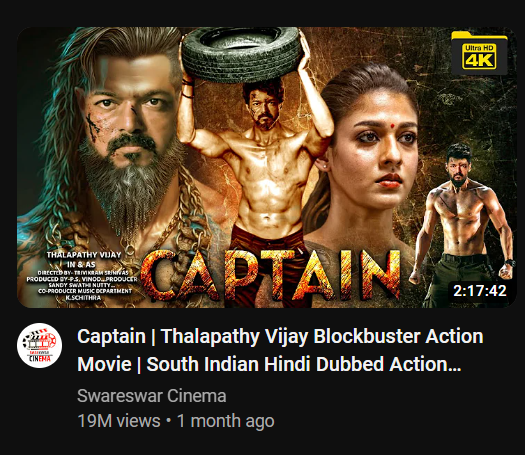 Ultra HD
4K
THALAPATHY VIJAY
IN & AS
DIRECTED BY- TRIVIKRAM SRINIVAS
PRODUCED BY-P.S. VINOD...PRODUCER
SANDY SWATHI NUTTY...
CO-PRODUCER MUSIC DEPARTMENT
K.SCHITHRA
CAPTAIN
2:17:42
SWARESWAR
CINEMA
Captain | Thalapathy Vijay Blockbuster Action
Movie | South Indian Hindi Dubbed Action...
Swareswar Cinema
19M views • 1 month ago